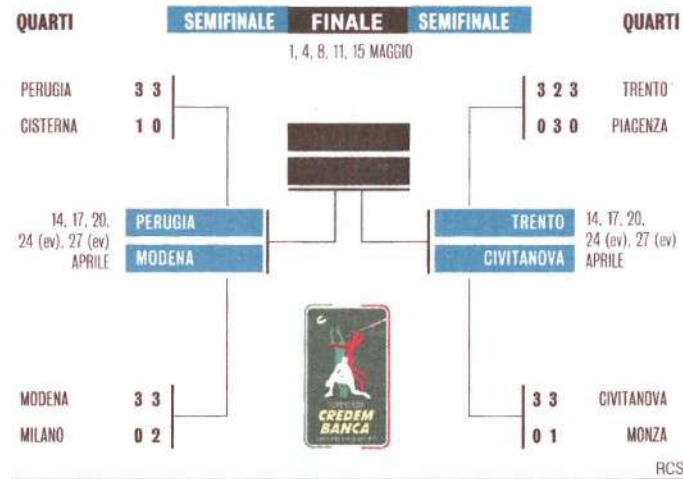 QUARTI SEMIFINALE FINALE SEMIFINALE QUARTI
1, 4, 8, 11, 15 MAGGIO
PERUGIA 3 3
CISTERNA 1 0
3 2 3 TRENTO
0 3 0 PIACENZA
14, 17, 20,
24 (ev), 27 (ev)
APRILE
PERUGIA
MODENA
TRENTO
CIVITANOVA
14, 17, 20,
24 (ev), 27 (ev)
APRILE
CREDEM
BANCA
MODENA 3 3
MILANO 0 2
3 3 CIVITANOVA
0 1 MONZA
RCS